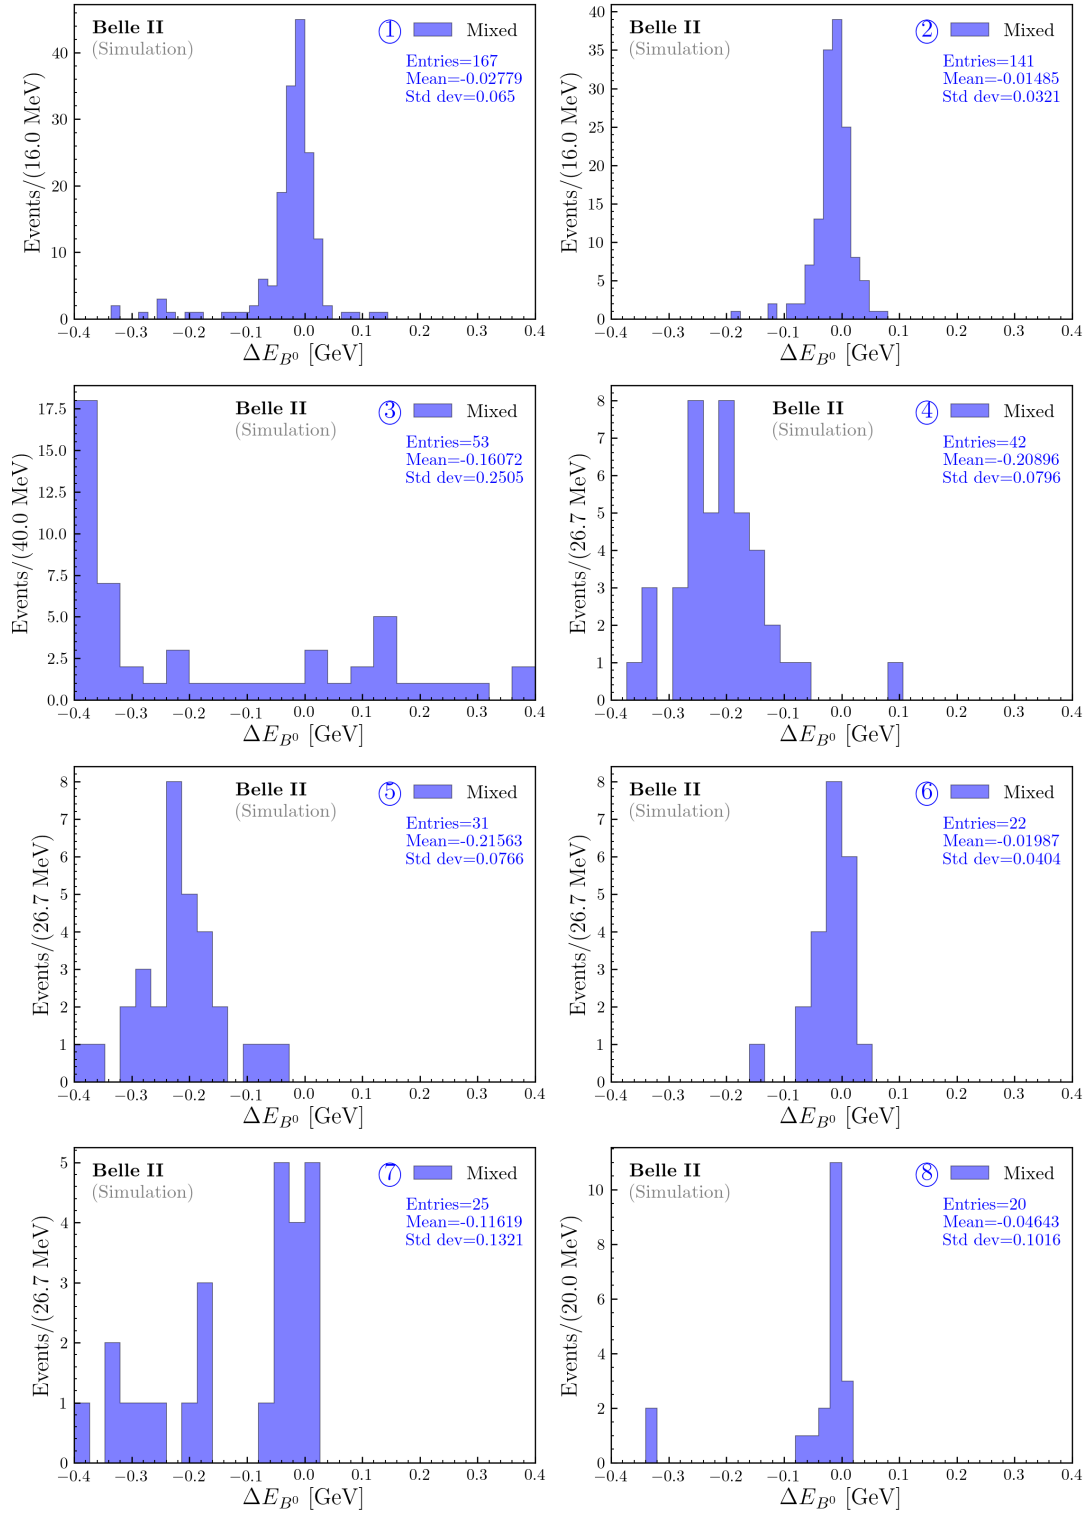 Belle II
(Simulation)
① Mixed
Entries=167
Mean=-0.02779
Std dev=0.065
Events/(16.0 MeV)
40
30
20
10
0
−0.4 −0.3 −0.2 −0.1 0.0 0.1 0.2 0.3 0.4
ΔE_{B⁰} [GeV]
Belle II
(Simulation)
② Mixed
Entries=141
Mean=-0.01485
Std dev=0.0321
Events/(16.0 MeV)
40
35
30
25
20
15
10
5
0
−0.4 −0.3 −0.2 −0.1 0.0 0.1 0.2 0.3 0.4
ΔE_{B⁰} [GeV]
Belle II
(Simulation)
③ Mixed
Entries=53
Mean=-0.16072
Std dev=0.2505
Events/(40.0 MeV)
17.5
15.0
12.5
10.0
7.5
5.0
2.5
0.0
−0.4 −0.3 −0.2 −0.1 0.0 0.1 0.2 0.3 0.4
ΔE_{B⁰} [GeV]
Belle II
(Simulation)
④ Mixed
Entries=42
Mean=-0.20896
Std dev=0.0796
Events/(26.7 MeV)
8
7
6
5
4
3
2
1
0
−0.4 −0.3 −0.2 −0.1 0.0 0.1 0.2 0.3 0.4
ΔE_{B⁰} [GeV]
Belle II
(Simulation)
⑤ Mixed
Entries=31
Mean=-0.21563
Std dev=0.0766
Events/(26.7 MeV)
8
7
6
5
4
3
2
1
0
−0.4 −0.3 −0.2 −0.1 0.0 0.1 0.2 0.3 0.4
ΔE_{B⁰} [GeV]
Belle II
(Simulation)
⑥ Mixed
Entries=22
Mean=-0.01987
Std dev=0.0404
Events/(26.7 MeV)
8
7
6
5
4
3
2
1
0
−0.4 −0.3 −0.2 −0.1 0.0 0.1 0.2 0.3 0.4
ΔE_{B⁰} [GeV]
Belle II
(Simulation)
⑦ Mixed
Entries=25
Mean=-0.11619
Std dev=0.1321
Events/(26.7 MeV)
5
4
3
2
1
0
−0.4 −0.3 −0.2 −0.1 0.0 0.1 0.2 0.3 0.4
ΔE_{B⁰} [GeV]
Belle II
(Simulation)
⑧ Mixed
Entries=20
Mean=-0.04643
Std dev=0.1016
Events/(20.0 MeV)
10
8
6
4
2
0
−0.4 −0.3 −0.2 −0.1 0.0 0.1 0.2 0.3 0.4
ΔE_{B⁰} [GeV]